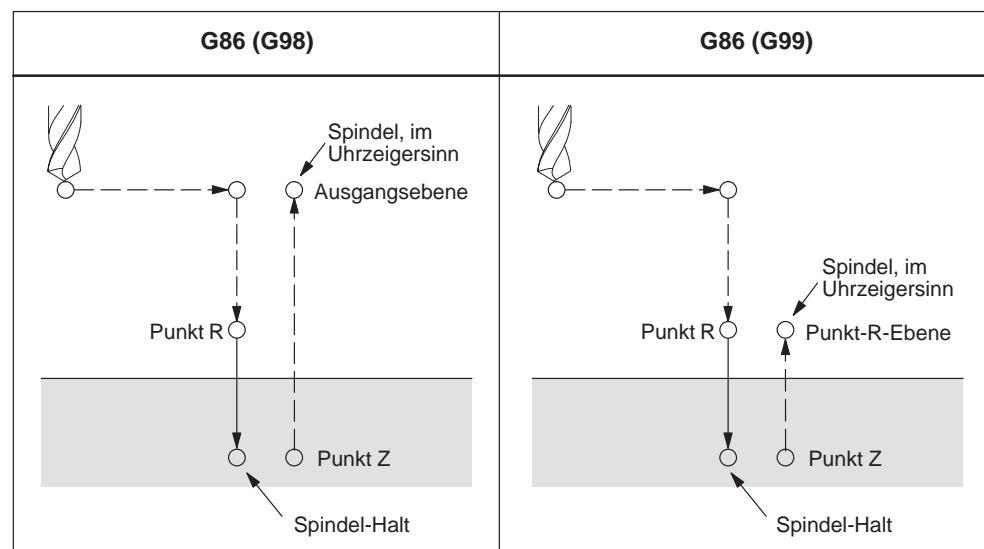 G86 (G98)
G86 (G99)
Spindel, im
Uhrzeigersinn
Ausgangsebene
Punkt R
Punkt Z
Spindel-Halt
Spindel, im
Uhrzeigersinn
Punkt R
Punkt-R-Ebene
Punkt Z
Spindel-Halt